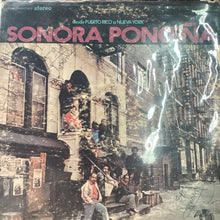 stereo
desde PUERTO RICO a NUEVA YORK
SONORA PONCEÑA